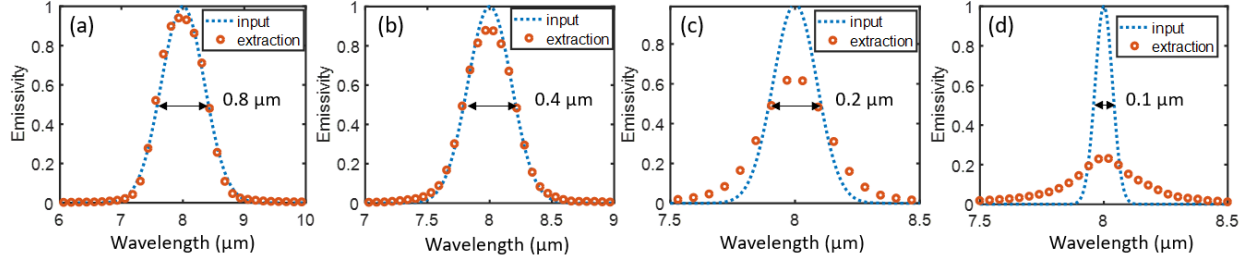 (a)
input
extraction
0.8 μm
Emissivity
1
0.8
0.6
0.4
0.2
0
6 7 8 9 10
Wavelength (μm)
(b)
input
extraction
0.4 μm
Emissivity
1
0.8
0.6
0.4
0.2
0
7 7.5 8 8.5 9
Wavelength (μm)
(c)
input
extraction
0.2 μm
Emissivity
1
0.8
0.6
0.4
0.2
0
7.5 8 8.5
Wavelength (μm)
(d)
input
extraction
0.1 μm
Emissivity
1
0.8
0.6
0.4
0.2
0
7.5 8 8.5
Wavelength (μm)